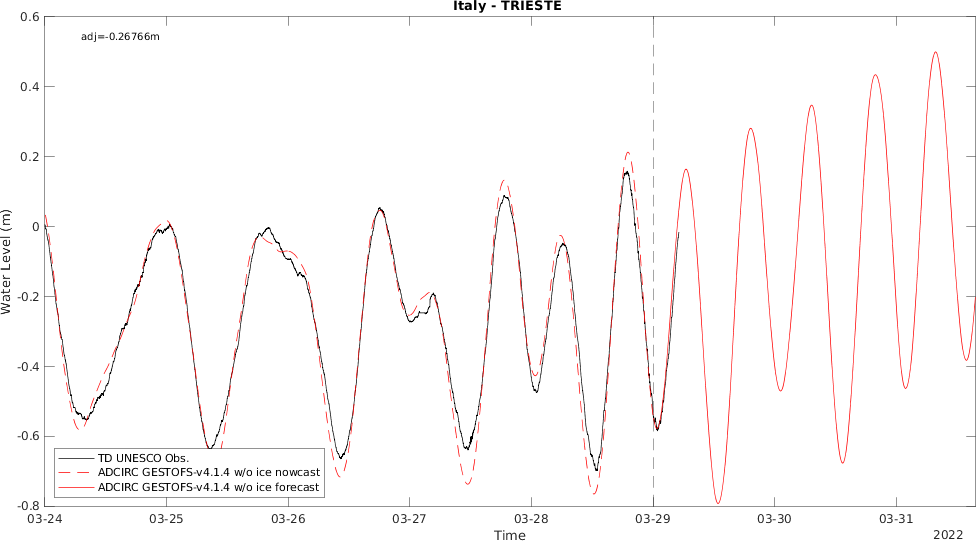 Italy - TRIESTE
adj=-0.26766m
0.6
0.4
0.2
0
-0.2
-0.4
-0.6
-0.8
Water Level (m)
TD UNESCO Obs.
ADCIRC GESTOFS-v4.1.4 w/o ice nowcast
ADCIRC GESTOFS-v4.1.4 w/o ice forecast
03-24 03-25 03-26 03-27 03-28 03-29 03-30 03-31
Time
2022